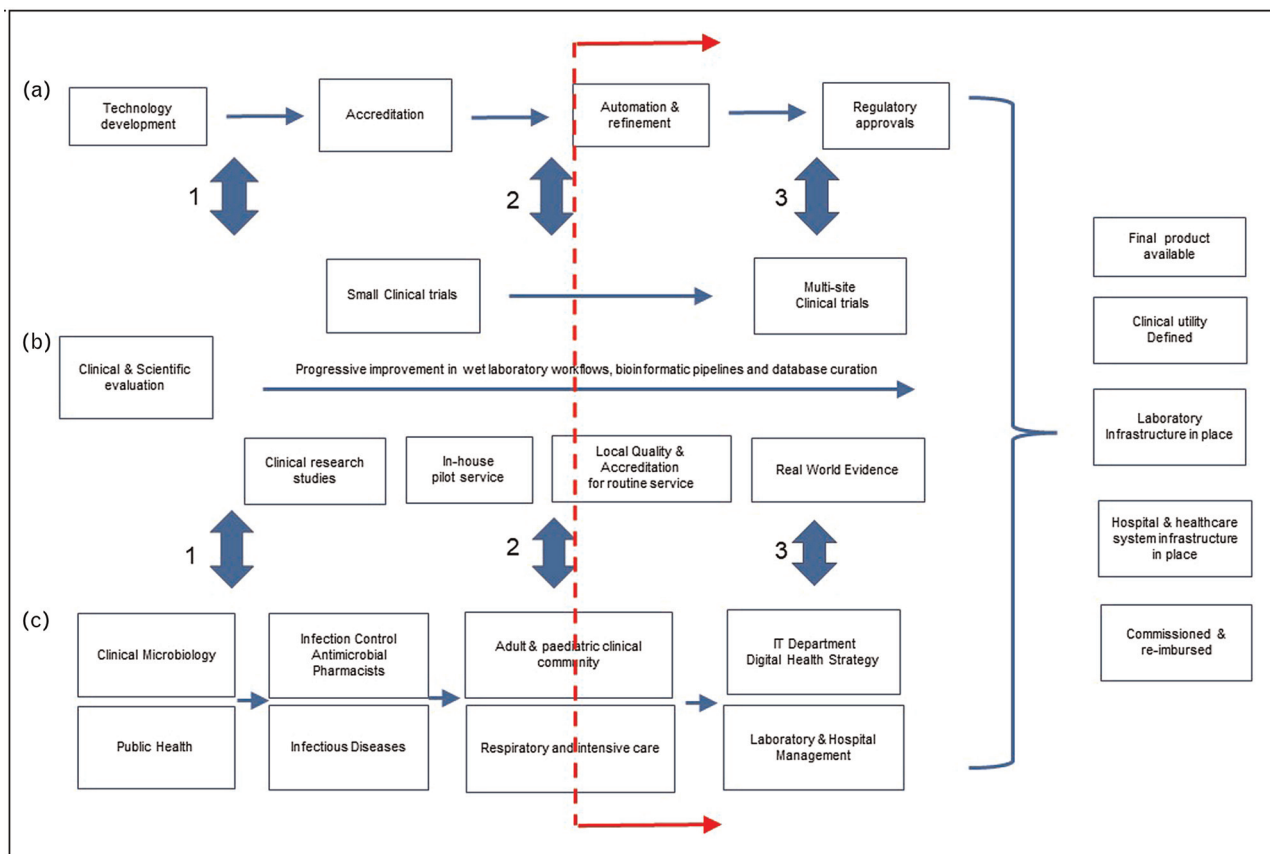 (a)
Technology
development
Accreditation
Automation &
refinement
Regulatory
approvals
1
2
3
Small Clinical trials
Multi-site
Clinical trials
(b)
Clinical & Scientific
evaluation
Progressive improvement in wet laboratory workflows, bioinformatic pipelines and database curation
Clinical research
studies
In-house
pilot service
Local Quality &
Accreditation
for routine service
Real World Evidence
1
2
3
(c)
Clinical Microbiology
Public Health
Infection Control
Antimicrobial
Pharmacists
Infectious Diseases
Adult & paediatric clinical
community
Respiratory and intensive care
IT Department
Digital Health Strategy
Laboratory & Hospital
Management
Final product
available
Clinical utility
Defined
Laboratory
Infrastructure in place
Hospital & healthcare
system infrastructure
in place
Commissioned &
re-imbursed